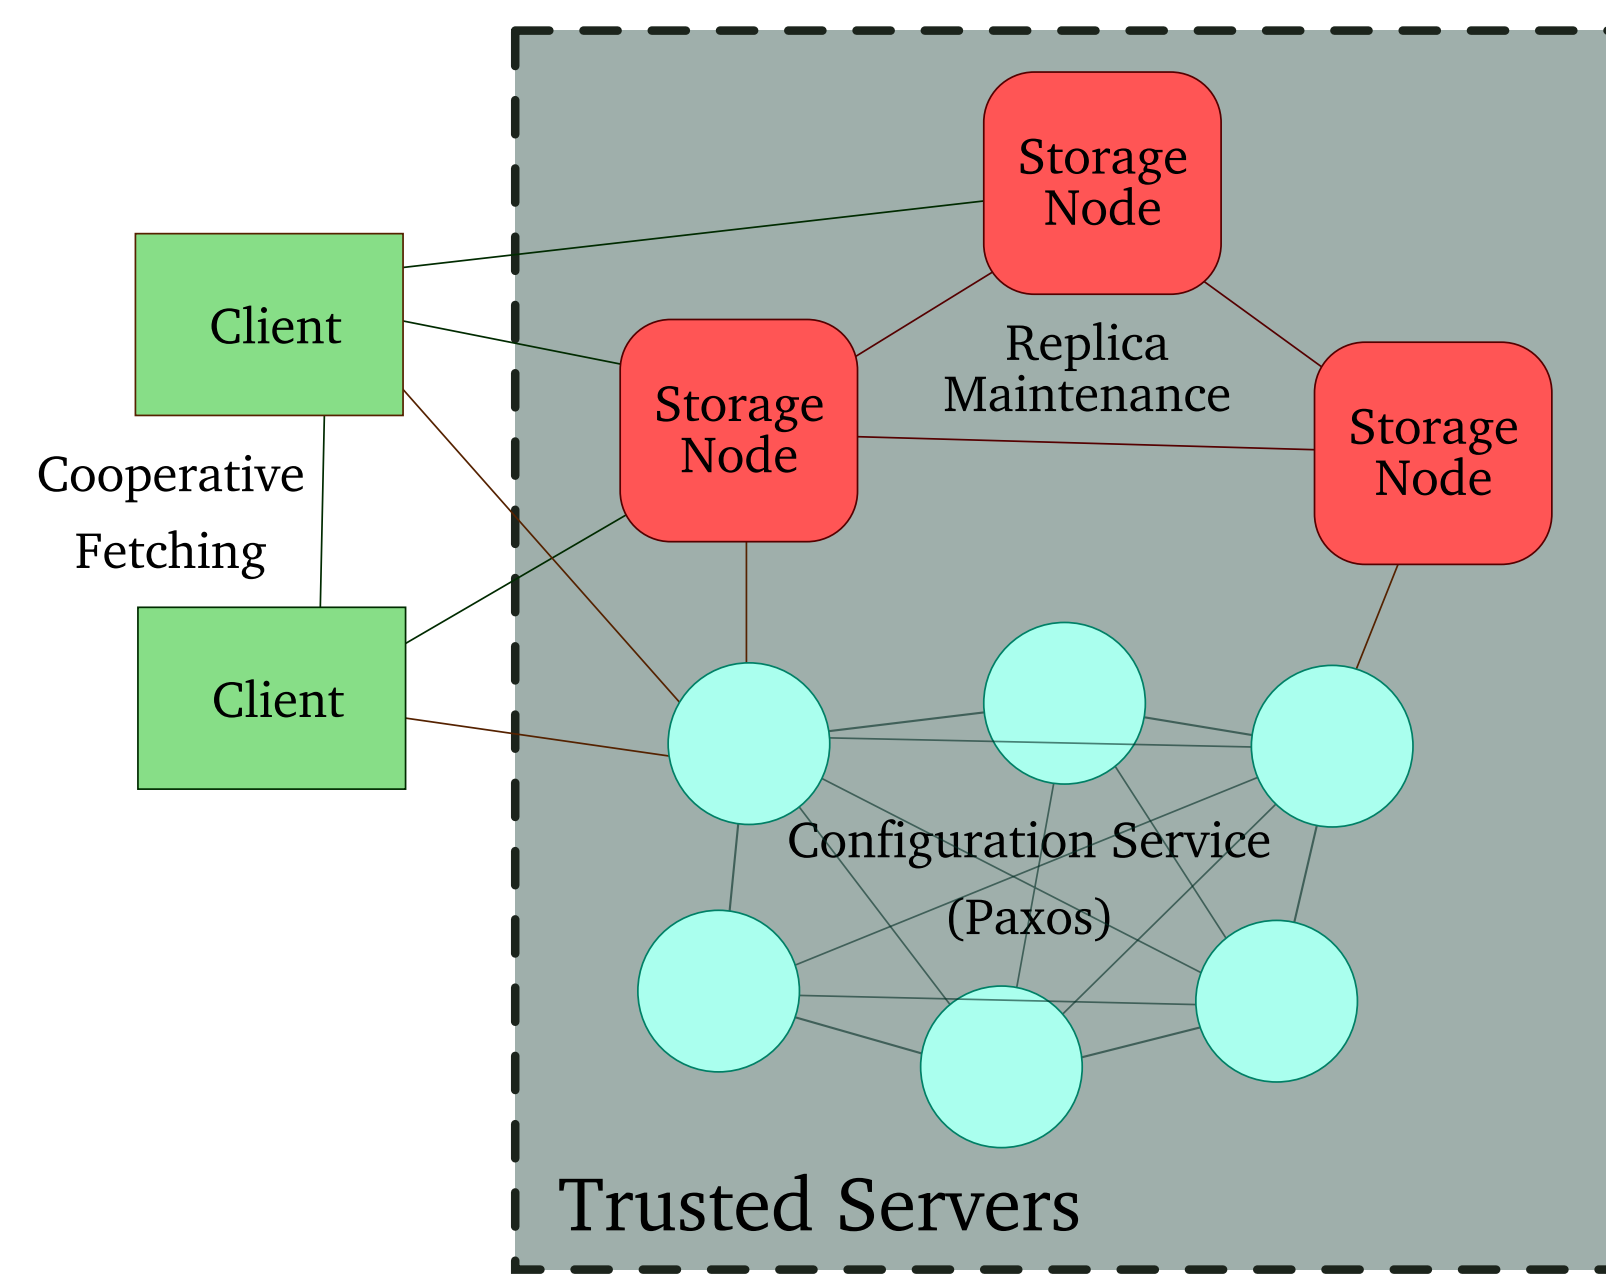 Storage
Node
Client
Replica
Maintenance
Storage
Node
Storage
Node
Cooperative
Fetching
Client
Configuration Service
(Paxos)
Trusted Servers